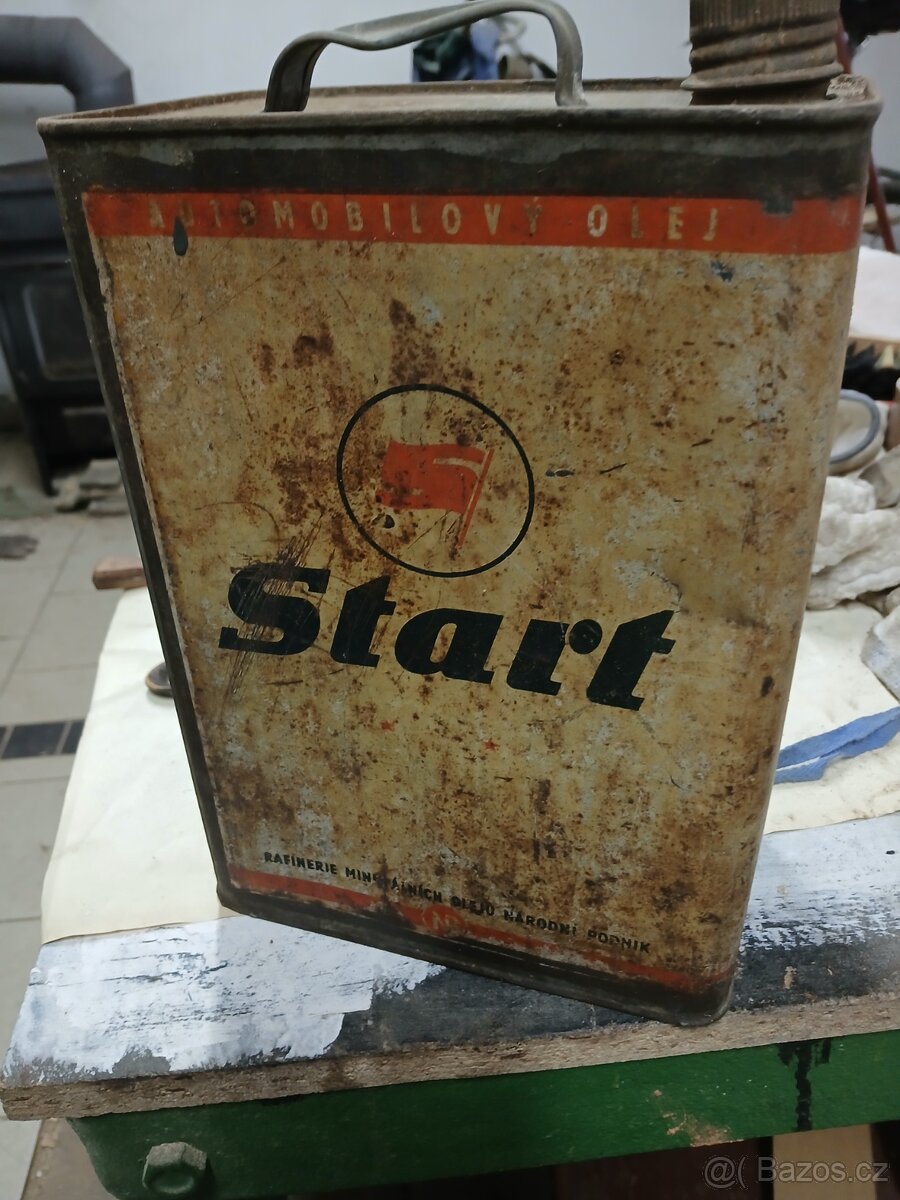 AUTOMOBILOVÝ OLEJ
Start
RAFINERIE MINERÁLNÍCH OLEJŮ NÁRODNÍ PODNIK
@( Bazos.cz